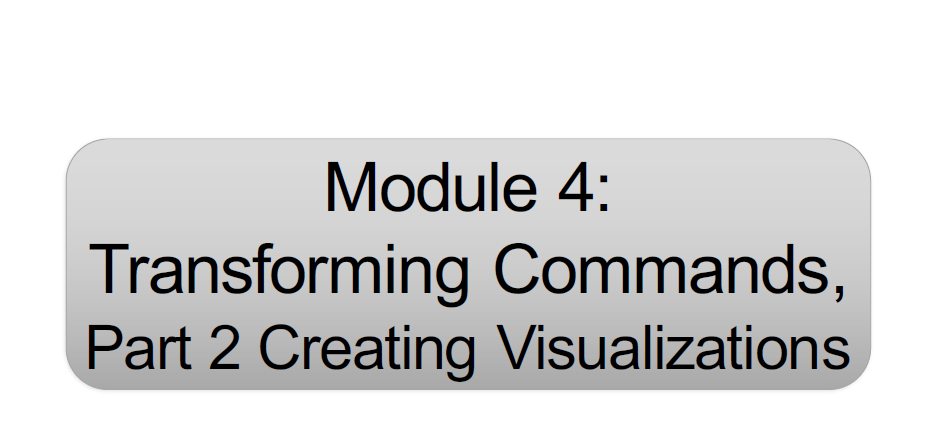 Module 4:
Transforming Commands,
Part 2 Creating Visualizations